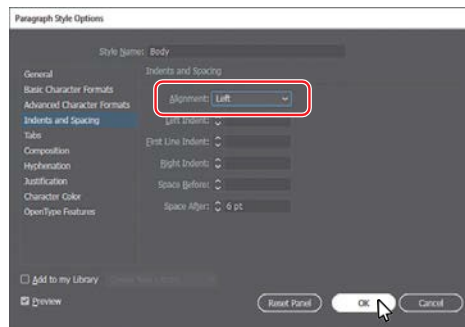 Paragraph Style Options
Style Name: Body
General
Basic Character Formats
Advanced Character Formats
Indents and Spacing
Tabs
Composition
Hyphenation
Justification
Character Color
OpenType Features
Indents and Spacing
Alignment: Left
Left Indent:
First Line Indent:
Right Indent:
Space Before:
Space After: 6 pt
Add to my Library
Preview
Reset Panel
OK
Cancel